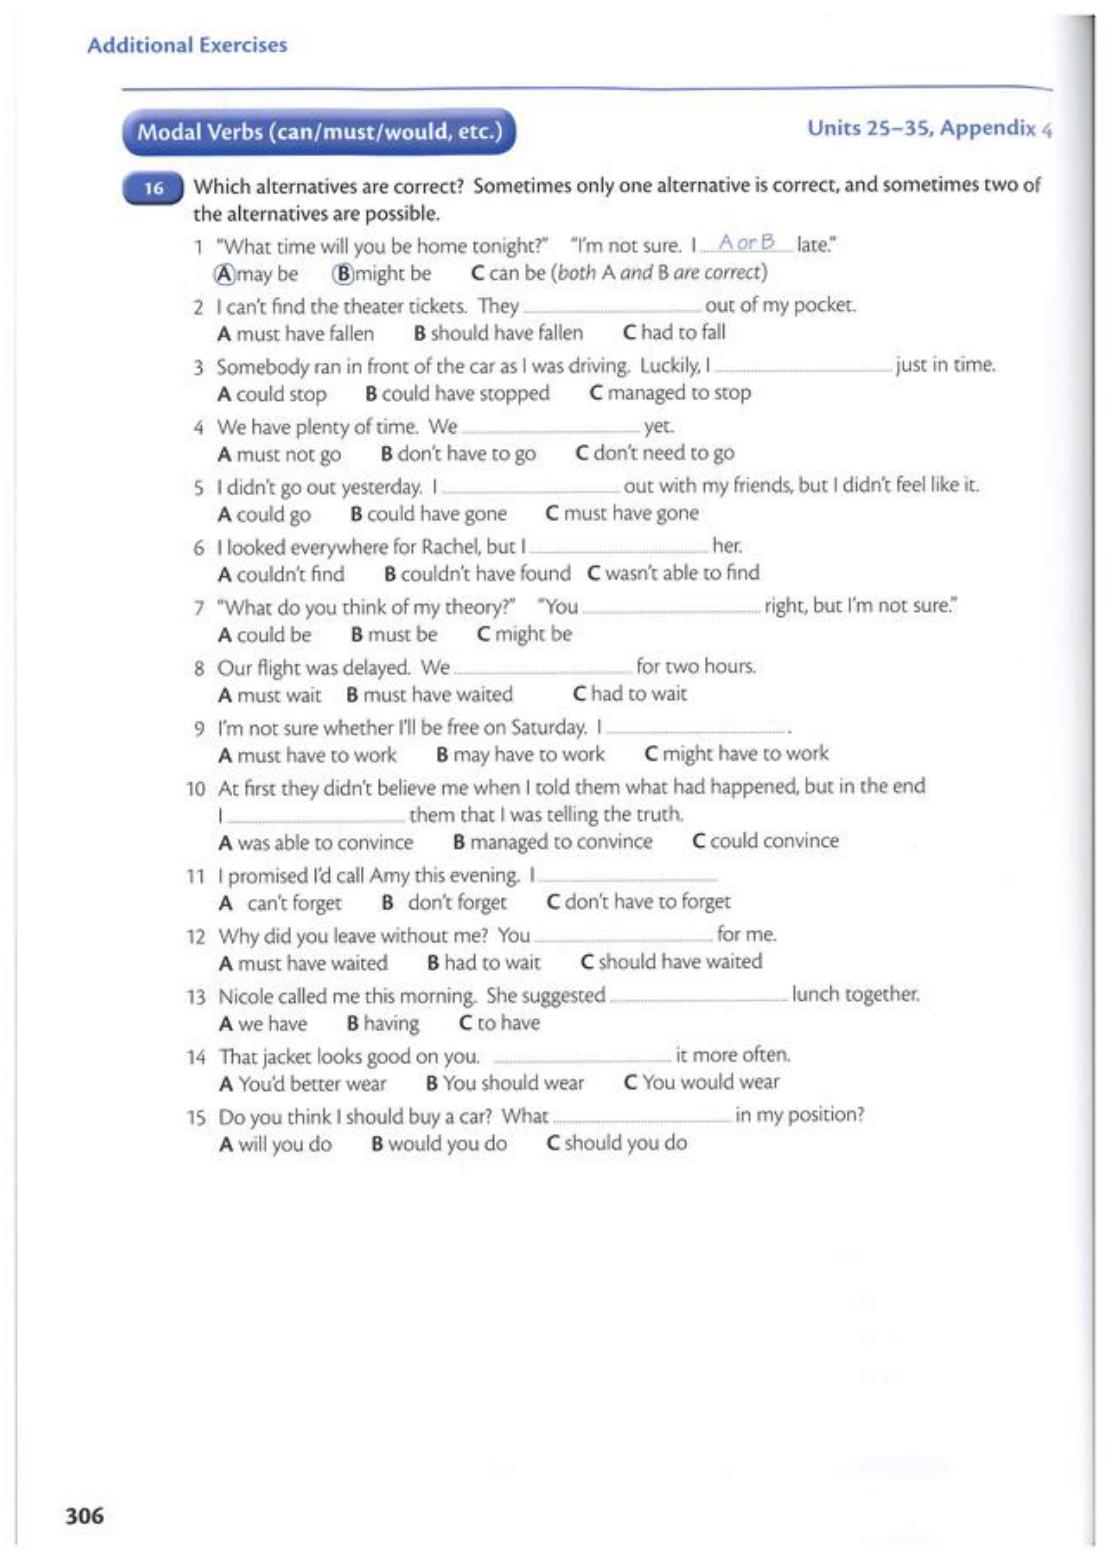 Additional Exercises
Modal Verbs (can/must/would, etc.)
Units 25–35, Appendix 4
16 Which alternatives are correct? Sometimes only one alternative is correct, and sometimes two of
the alternatives are possible.
1 "What time will you be home tonight?" "I'm not sure. I A or B late."
A may be B might be C can be (both A and B are correct)
2 I can't find the theater tickets. They ______ out of my pocket.
A must have fallen B should have fallen C had to fall
3 Somebody ran in front of the car as I was driving. Luckily, I ______ just in time.
A could stop B could have stopped C managed to stop
4 We have plenty of time. We ______ yet.
A must not go B don't have to go C don't need to go
5 I didn't go out yesterday. I ______ out with my friends, but I didn't feel like it.
A could go B could have gone C must have gone
6 I looked everywhere for Rachel, but I ______ her.
A couldn't find B couldn't have found C wasn't able to find
7 "What do you think of my theory?" "You ______ right, but I'm not sure."
A could be B must be C might be
8 Our flight was delayed. We ______ for two hours.
A must wait B must have waited C had to wait
9 I'm not sure whether I'll be free on Saturday. I ______ .
A must have to work B may have to work C might have to work
10 At first they didn't believe me when I told them what had happened, but in the end
I ______ them that I was telling the truth.
A was able to convince B managed to convince C could convince
11 I promised I'd call Amy this evening. I ______
A can't forget B don't forget C don't have to forget
12 Why did you leave without me? You ______ for me.
A must have waited B had to wait C should have waited
13 Nicole called me this morning. She suggested ______ lunch together.
A we have B having C to have
14 That jacket looks good on you. ______ it more often.
A You'd better wear B You should wear C You would wear
15 Do you think I should buy a car? What ______ in my position?
A will you do B would you do C should you do
306